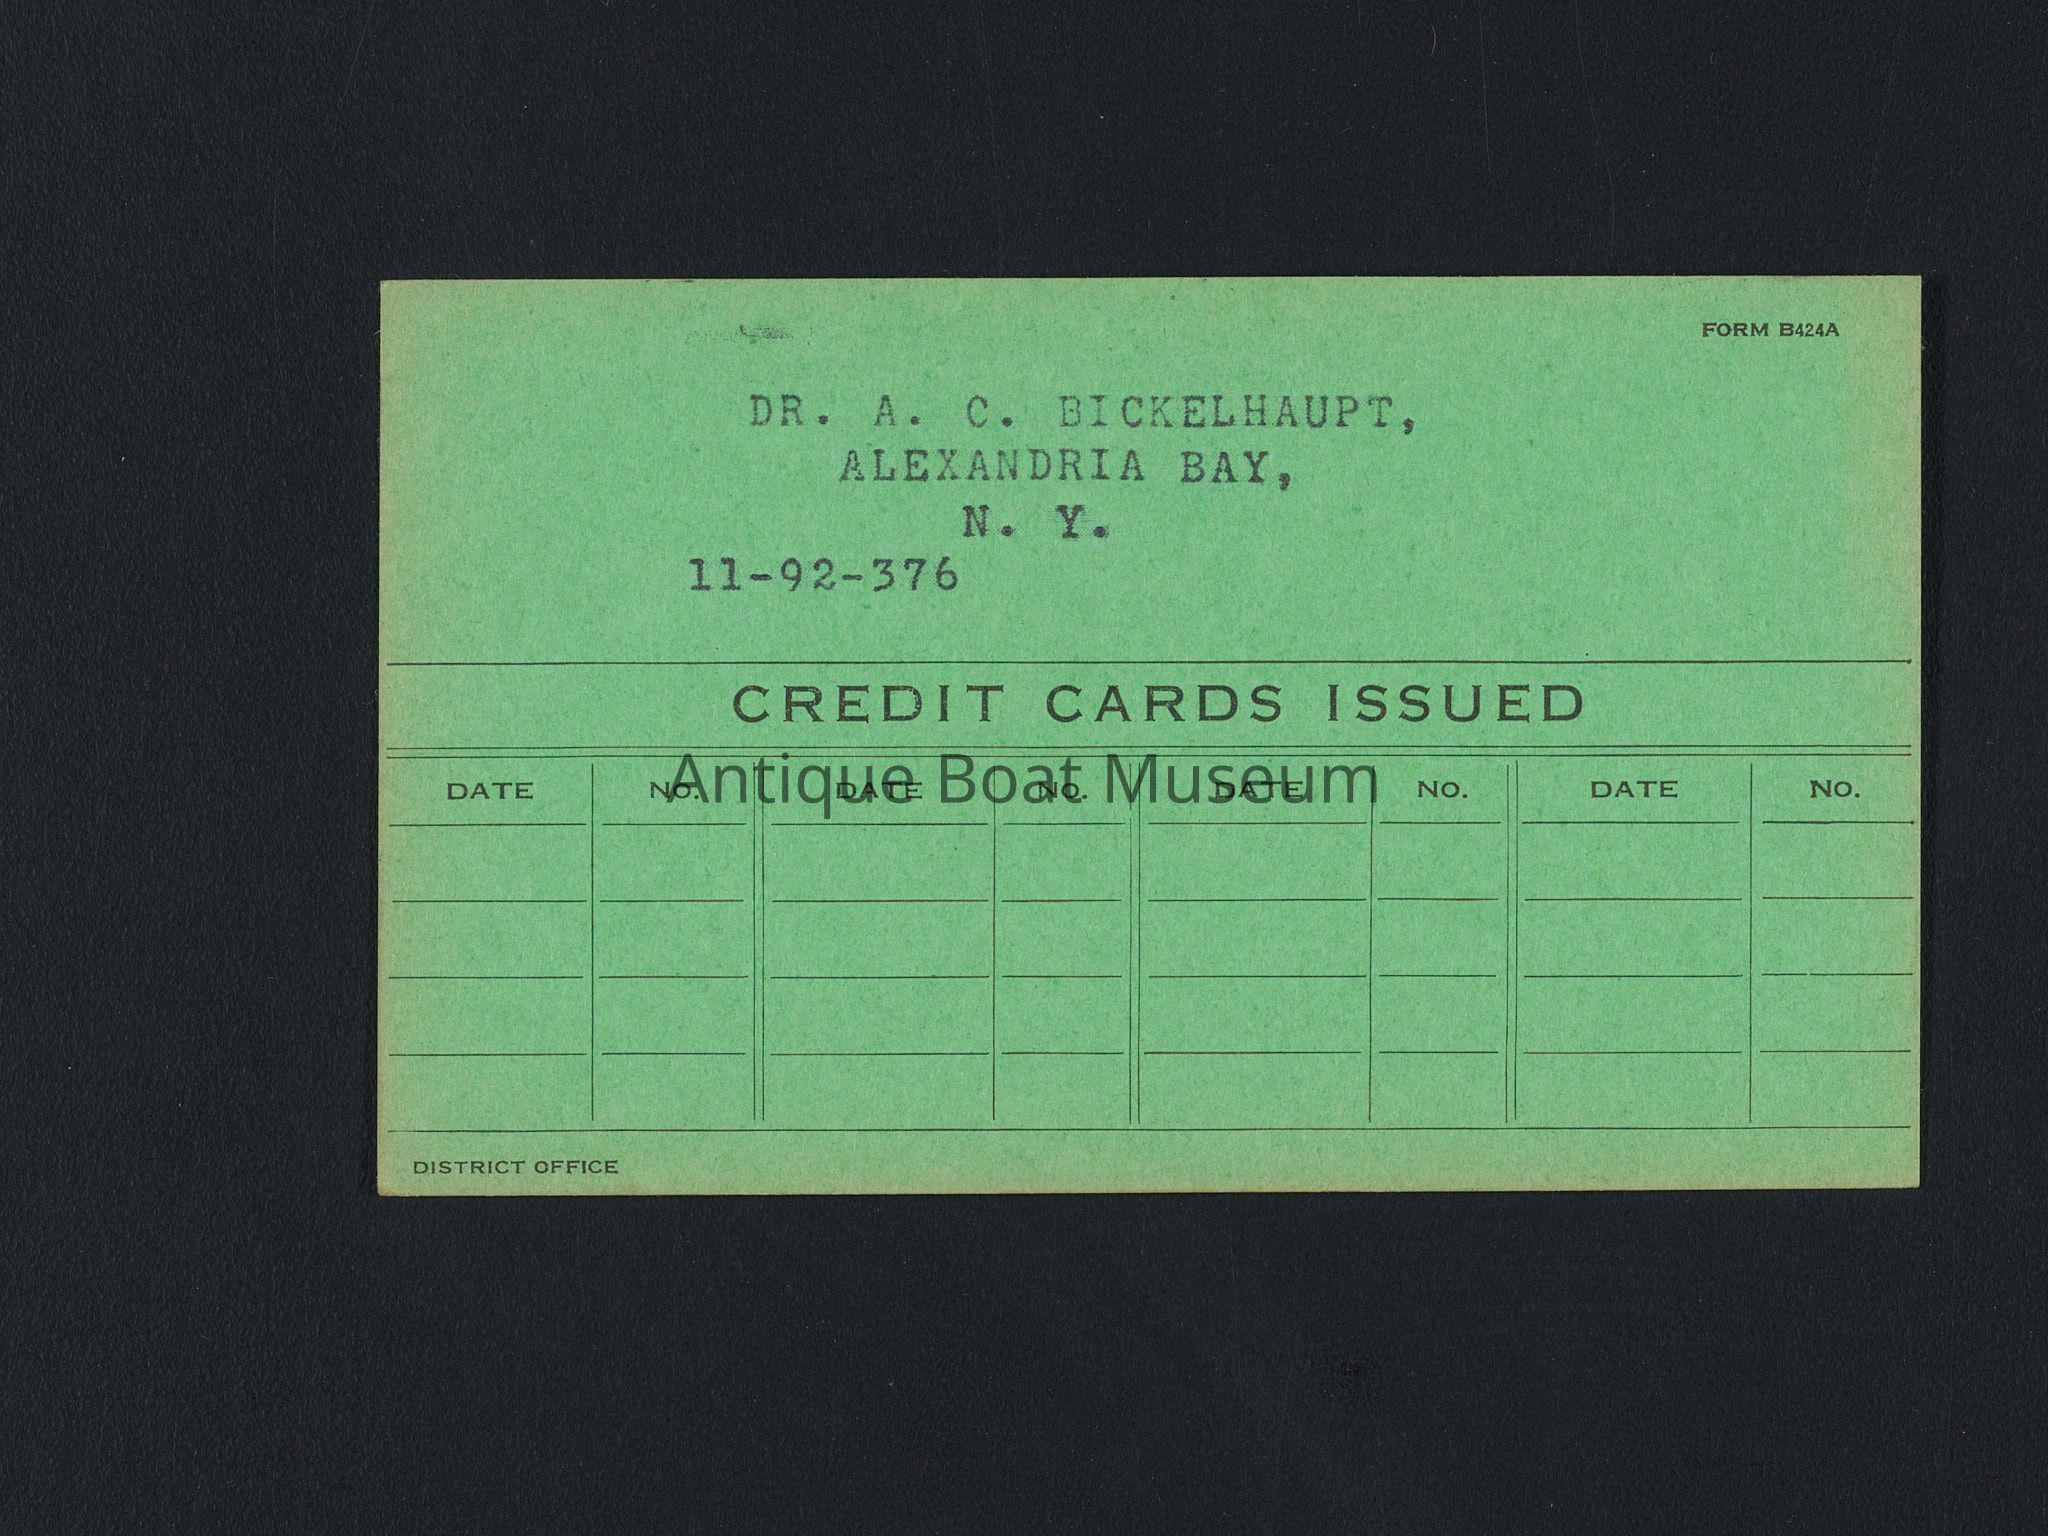 FORM B424A
DR. A. C. BICKELHAUPT,
ALEXANDRIA BAY,
N. Y.
11-92-376
CREDIT CARDS ISSUED
DATE No. DATE No. DATE No. DATE No.
Antique Boat Museum
DISTRICT OFFICE